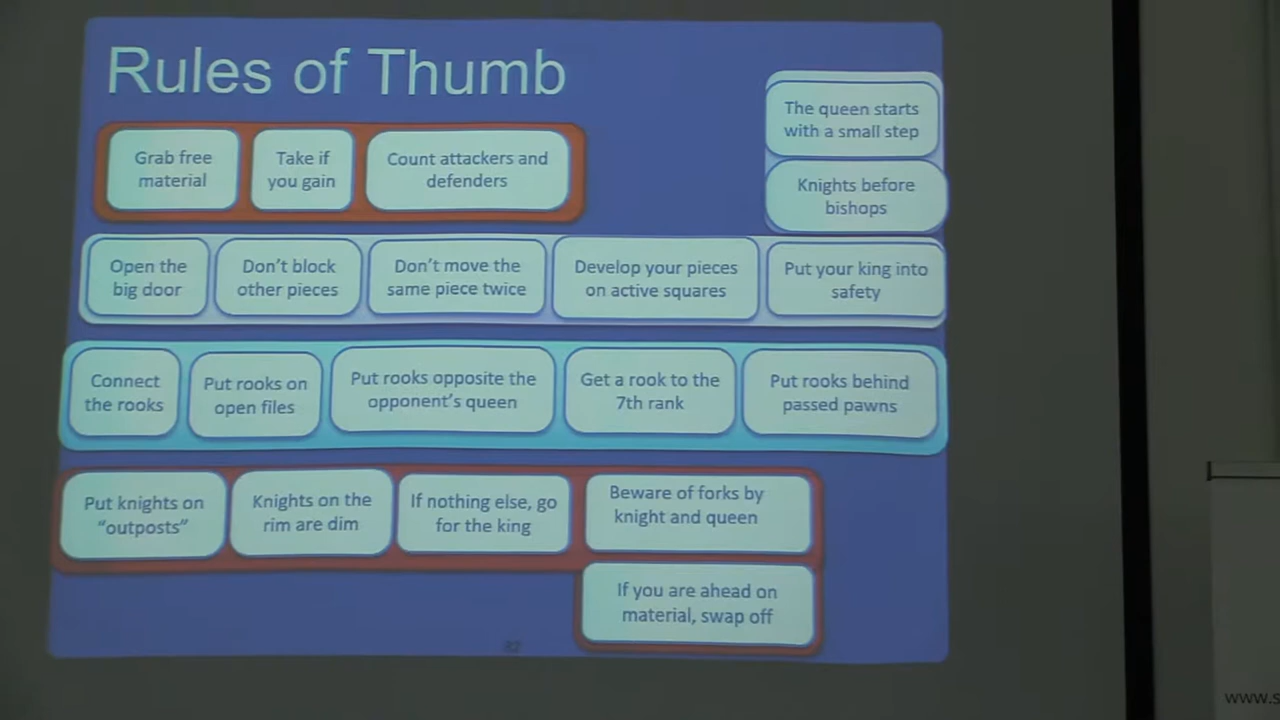 Rules of Thumb
The queen starts
with a small step
Knights before
bishops
Grab free
material
Take if
you gain
Count attackers and
defenders
Open the
big door
Don't block
other pieces
Don't move the
same piece twice
Develop your pieces
on active squares
Put your king into
safety
Connect
the rooks
Put rooks on
open files
Put rooks opposite the
opponent's queen
Get a rook to the
7th rank
Put rooks behind
passed pawns
Put knights on
"outposts"
Knights on the
rim are dim
If nothing else, go
for the king
Beware of forks by
knight and queen
If you are ahead on
material, swap off